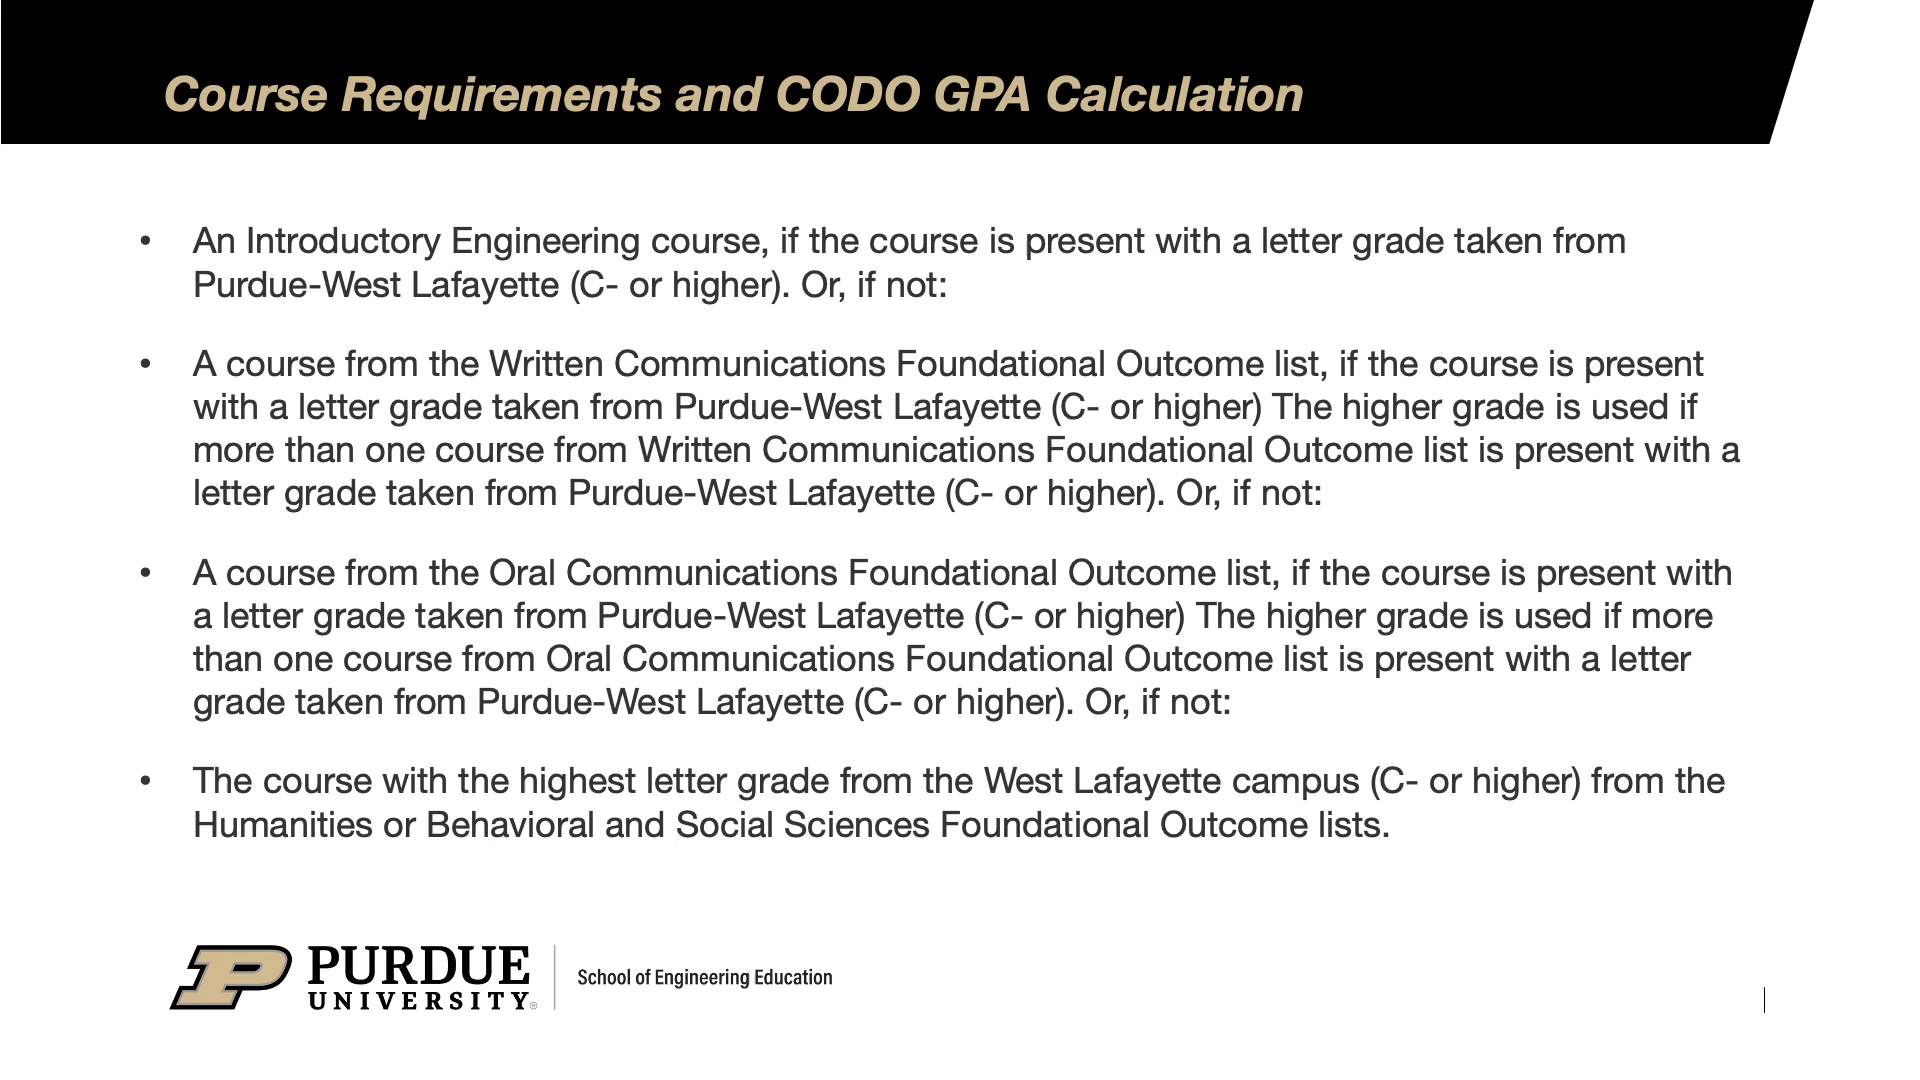 Course Requirements and CODO GPA Calculation
• An Introductory Engineering course, if the course is present with a letter grade taken from
Purdue-West Lafayette (C- or higher). Or, if not:
• A course from the Written Communications Foundational Outcome list, if the course is present
with a letter grade taken from Purdue-West Lafayette (C- or higher) The higher grade is used if
more than one course from Written Communications Foundational Outcome list is present with a
letter grade taken from Purdue-West Lafayette (C- or higher). Or, if not:
• A course from the Oral Communications Foundational Outcome list, if the course is present with
a letter grade taken from Purdue-West Lafayette (C- or higher) The higher grade is used if more
than one course from Oral Communications Foundational Outcome list is present with a letter
grade taken from Purdue-West Lafayette (C- or higher). Or, if not:
• The course with the highest letter grade from the West Lafayette campus (C- or higher) from the
Humanities or Behavioral and Social Sciences Foundational Outcome lists.
P PURDUE
UNIVERSITY®
School of Engineering Education